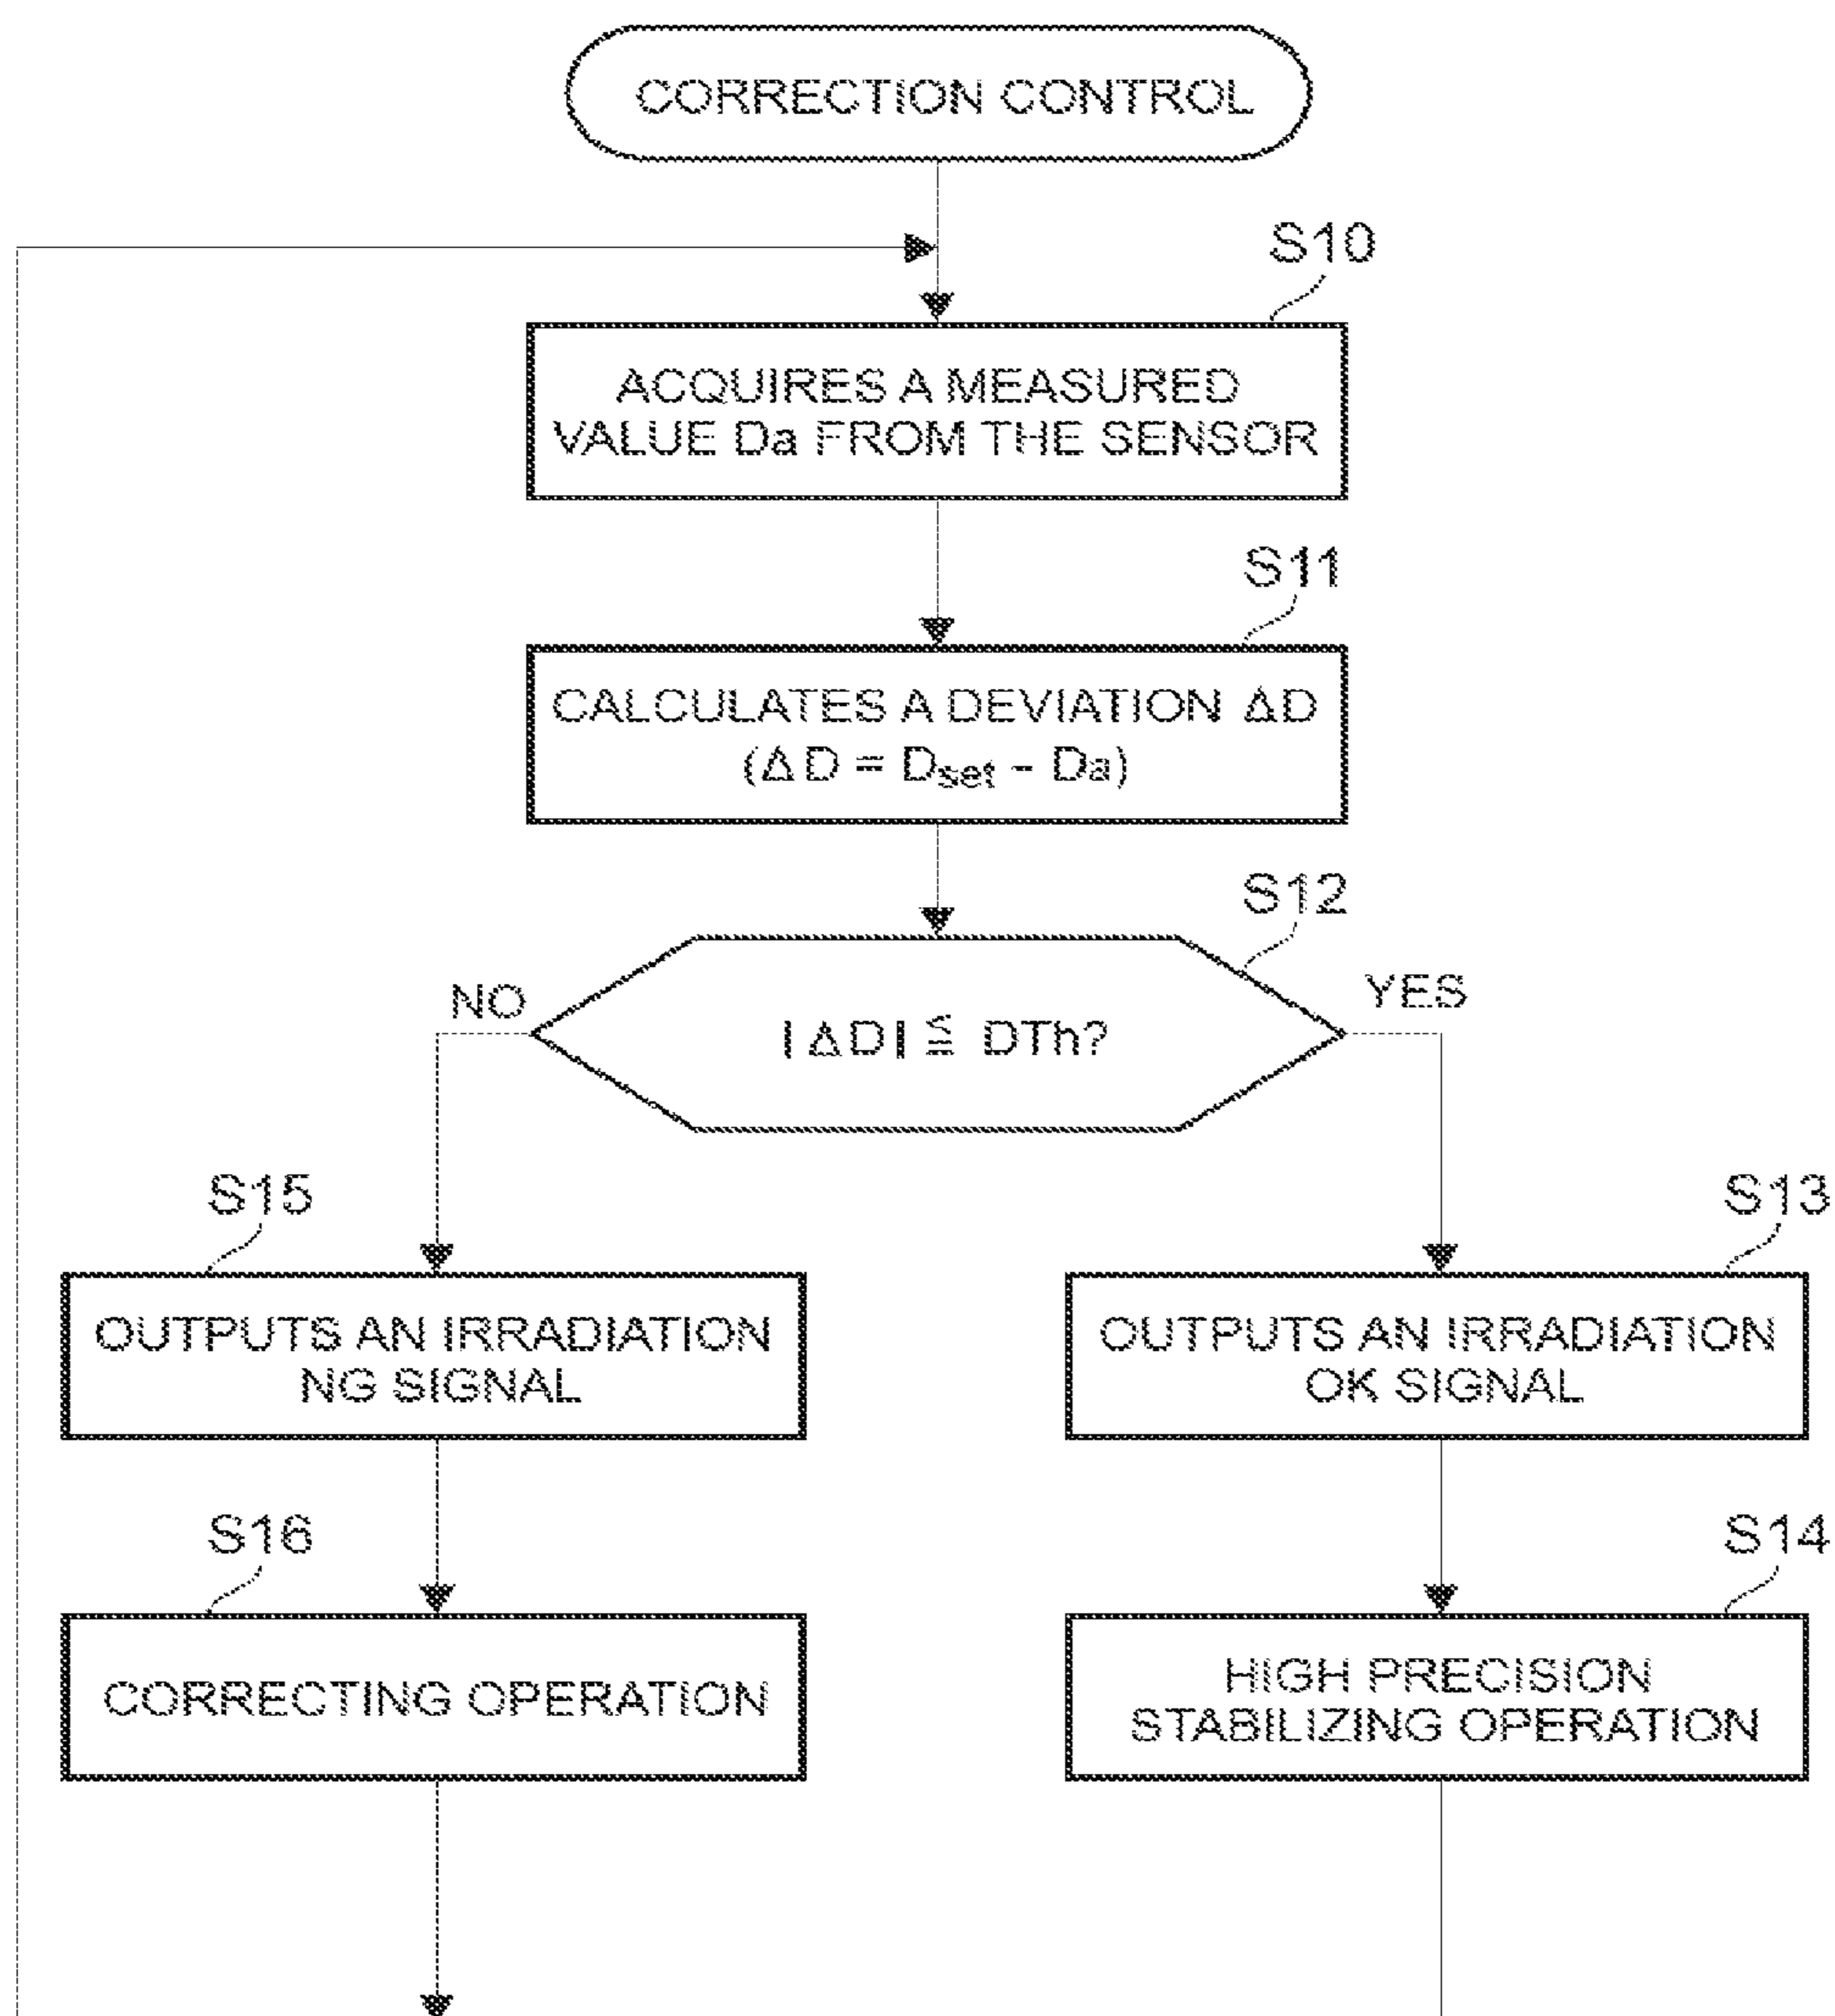 CORRECTION CONTROL
S10
ACQUIRES A MEASURED
VALUE Da FROM THE SENSOR
S11
CALCULATES A DEVIATION ΔD
(ΔD = Dset - Da)
S12
NO
YES
|ΔD| ≦ DTh?
S15
S13
OUTPUTS AN IRRADIATION
NG SIGNAL
OUTPUTS AN IRRADIATION
OK SIGNAL
S16
S14
CORRECTING OPERATION
HIGH PRECISION
STABILIZING OPERATION